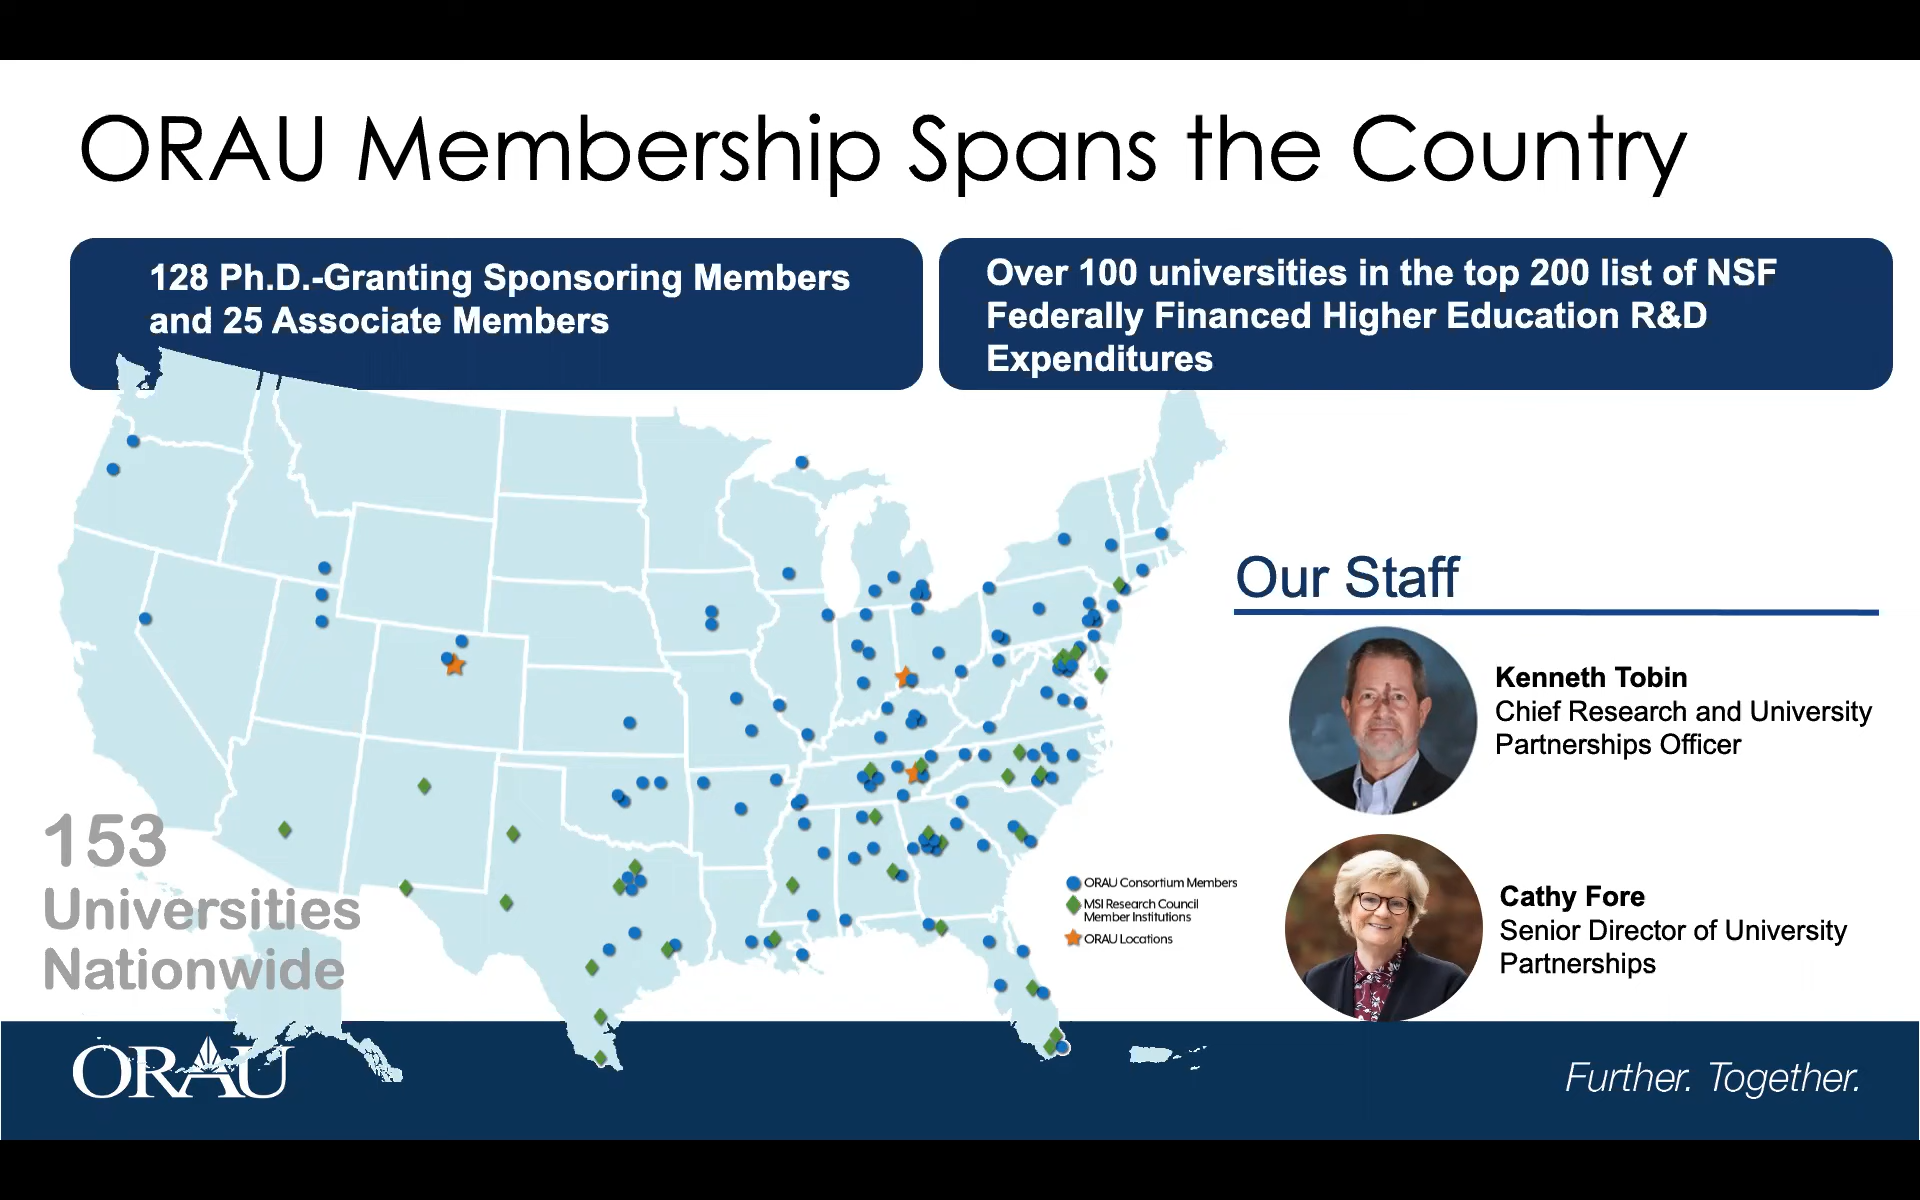 ORAU Membership Spans the Country
128 Ph.D.-Granting Sponsoring Members
and 25 Associate Members
Over 100 universities in the top 200 list of NSF
Federally Financed Higher Education R&D
Expenditures
Our Staff
Kenneth Tobin
Chief Research and University
Partnerships Officer
153
Universities
Nationwide
ORAU Consortium Members
MSI Research Council
Member Institutions
ORAU Locations
Cathy Fore
Senior Director of University
Partnerships
ORAU
Further. Together.